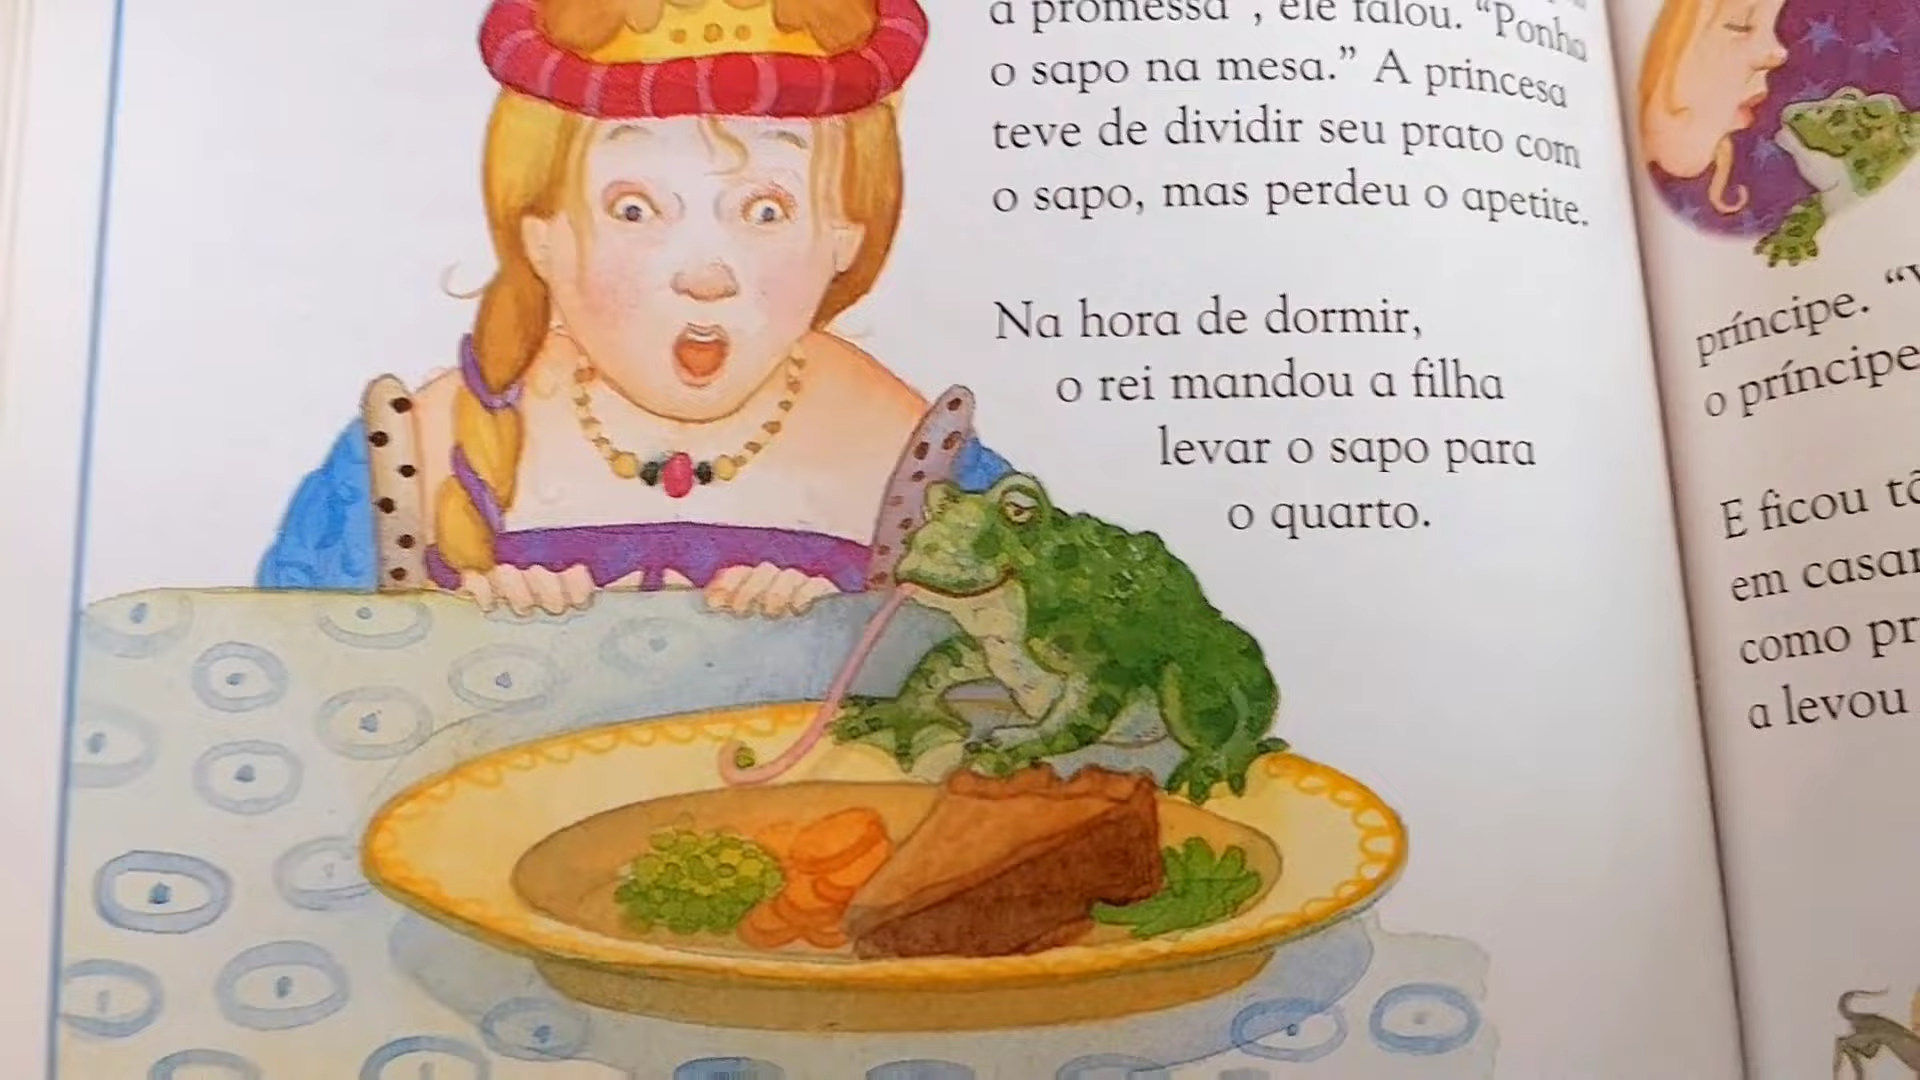 a promessa", ele falou. "Ponha
o sapo na mesa." A princesa
teve de dividir seu prato com
o sapo, mas perdeu o apetite.
Na hora de dormir,
o rei mandou a filha
levar o sapo para
o quarto.
príncipe. "
o príncipe
E ficou
em casar
como
a levou